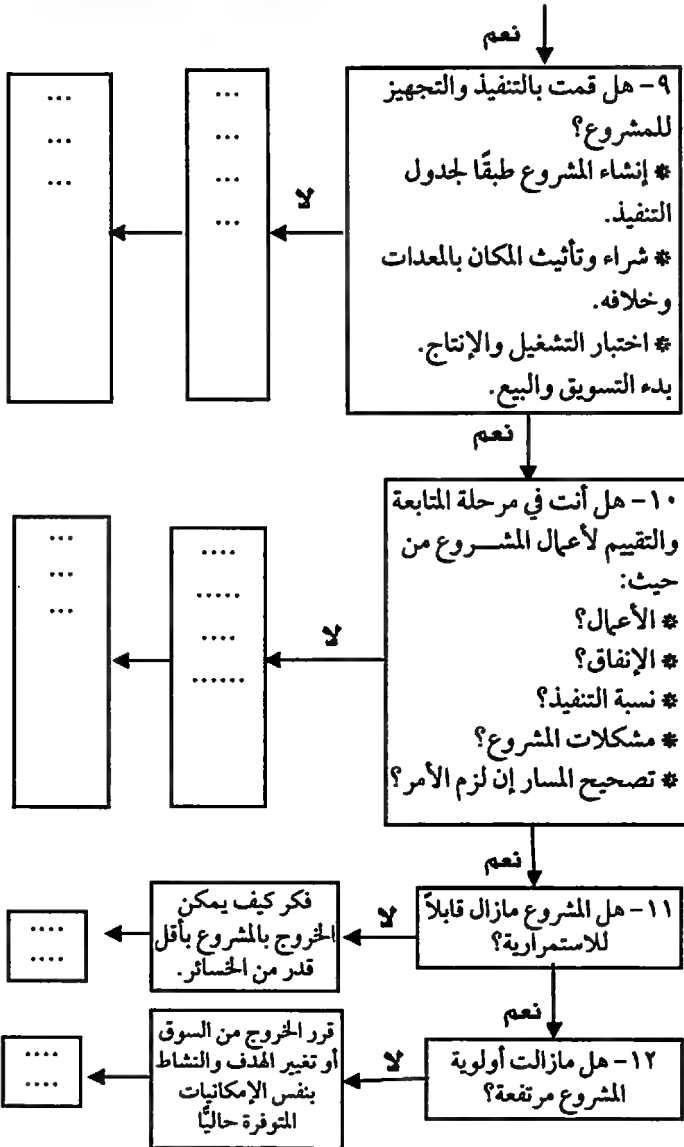 نعم
٩- هل قمت بالتنفيذ والتجهيز
للمشروع؟
* إنشاء المشروع طبقًا لجدول
التنفيذ.
* شراء وتأثيث المكان بالمعدات
وخلافه.
* اختبار التشغيل والإنتاج.
بدء التسويق والبيع.
لا
...
...
...
...
...
...
...
نعم
١٠- هل أنت في مرحلة المتابعة
والتقييم لأعمال المشروع من
حيث:
* الأعمال؟
* الإنفاق؟
* نسبة التنفيذ؟
* مشكلات المشروع؟
* تصحيح المسار إن لزم الأمر؟
لا
....
.....
....
......
...
...
...
نعم
١١- هل المشروع مازال قابلاً
للاستمرارية؟
لا
فكر كيف يمكن
الخروج بالمشروع بأقل
قدر من الخسائر.
....
....
نعم
١٢- هل مازالت أولوية
المشروع مرتفعة؟
لا
قرر الخروج من السوق
أو تغيير الهدف والنشاط
بنفس الإمكانيات
المتوفرة حاليًّا
....
....